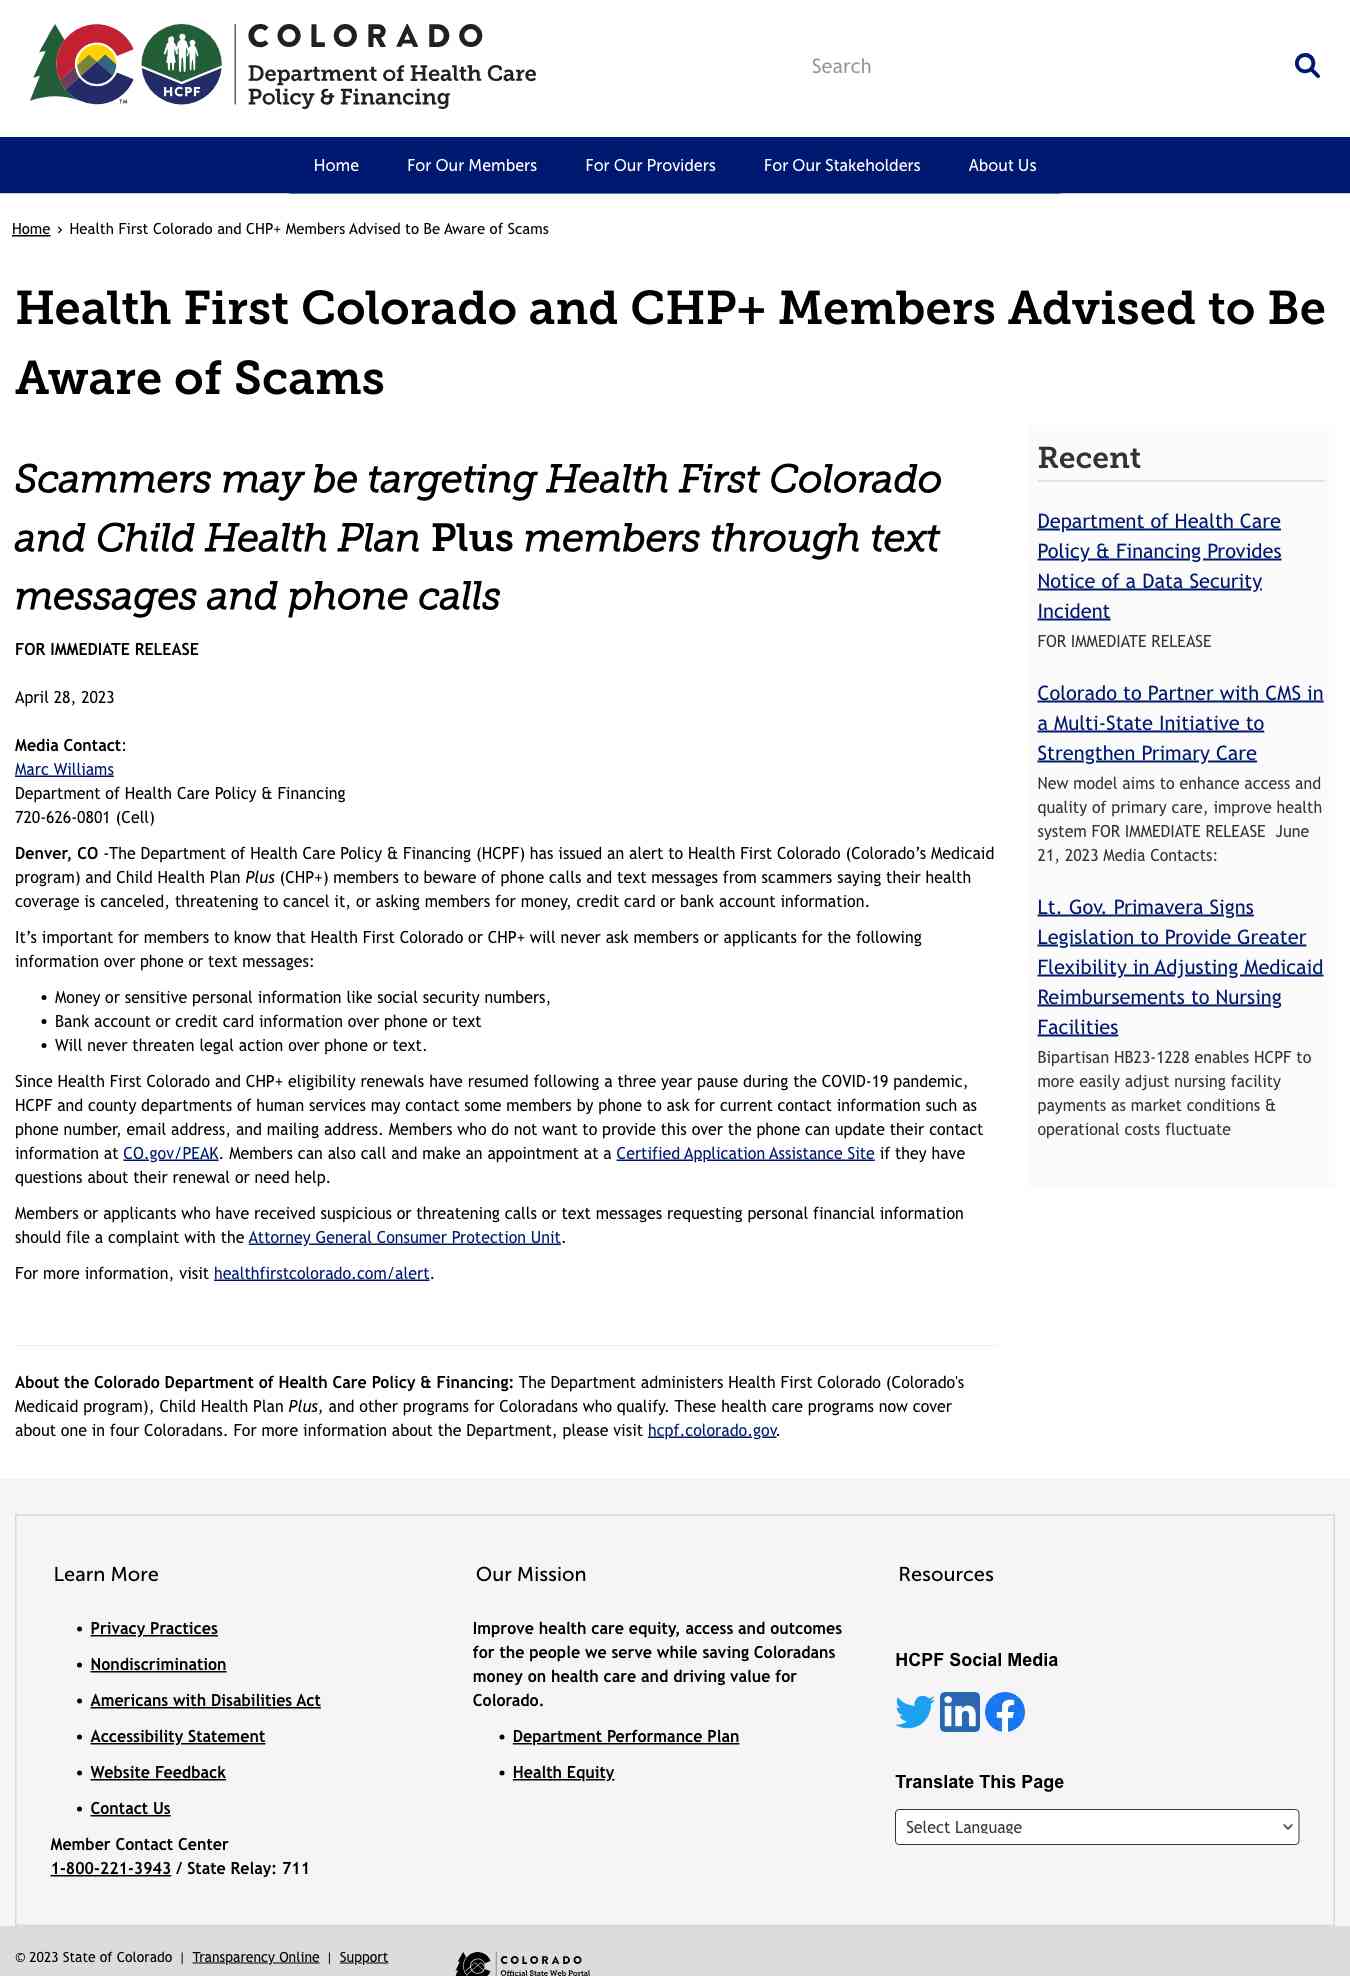 COLORADO
Department of Health Care
Policy & Financing
HCPF
TM
Search
Home
For Our Members
For Our Providers
For Our Stakeholders
About Us
Home › Health First Colorado and CHP+ Members Advised to Be Aware of Scams
Health First Colorado and CHP+ Members Advised to Be
Aware of Scams
Scammers may be targeting Health First Colorado
and Child Health Plan Plus members through text
messages and phone calls
FOR IMMEDIATE RELEASE
April 28, 2023
Media Contact:
Marc Williams
Department of Health Care Policy & Financing
720-626-0801 (Cell)
Denver, CO -The Department of Health Care Policy & Financing (HCPF) has issued an alert to Health First Colorado (Colorado’s Medicaid
program) and Child Health Plan Plus (CHP+) members to beware of phone calls and text messages from scammers saying their health
coverage is canceled, threatening to cancel it, or asking members for money, credit card or bank account information.
It’s important for members to know that Health First Colorado or CHP+ will never ask members or applicants for the following
information over phone or text messages:
• Money or sensitive personal information like social security numbers,
• Bank account or credit card information over phone or text
• Will never threaten legal action over phone or text.
Since Health First Colorado and CHP+ eligibility renewals have resumed following a three year pause during the COVID-19 pandemic,
HCPF and county departments of human services may contact some members by phone to ask for current contact information such as
phone number, email address, and mailing address. Members who do not want to provide this over the phone can update their contact
information at CO.gov/PEAK. Members can also call and make an appointment at a Certified Application Assistance Site if they have
questions about their renewal or need help.
Members or applicants who have received suspicious or threatening calls or text messages requesting personal financial information
should file a complaint with the Attorney General Consumer Protection Unit.
For more information, visit healthfirstcolorado.com/alert.
About the Colorado Department of Health Care Policy & Financing: The Department administers Health First Colorado (Colorado's
Medicaid program), Child Health Plan Plus, and other programs for Coloradans who qualify. These health care programs now cover
about one in four Coloradans. For more information about the Department, please visit hcpf.colorado.gov.
Recent
Department of Health Care
Policy & Financing Provides
Notice of a Data Security
Incident
FOR IMMEDIATE RELEASE
Colorado to Partner with CMS in
a Multi-State Initiative to
Strengthen Primary Care
New model aims to enhance access and
quality of primary care, improve health
system FOR IMMEDIATE RELEASE June
21, 2023 Media Contacts:
Lt. Gov. Primavera Signs
Legislation to Provide Greater
Flexibility in Adjusting Medicaid
Reimbursements to Nursing
Facilities
Bipartisan HB23-1228 enables HCPF to
more easily adjust nursing facility
payments as market conditions &
operational costs fluctuate
Learn More
• Privacy Practices
• Nondiscrimination
• Americans with Disabilities Act
• Accessibility Statement
• Website Feedback
• Contact Us
Member Contact Center
1-800-221-3943 / State Relay: 711
Our Mission
Improve health care equity, access and outcomes
for the people we serve while saving Coloradans
money on health care and driving value for
Colorado.
• Department Performance Plan
• Health Equity
Resources
HCPF Social Media
Translate This Page
Select Language
© 2023 State of Colorado | Transparency Online | Support
COLORADO
Official State Web Portal